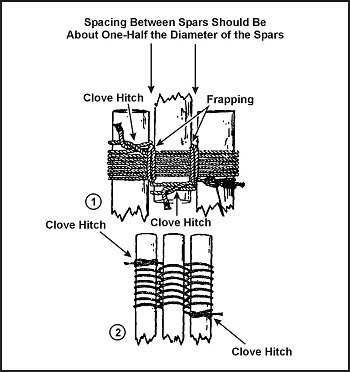 Spacing Between Spars Should Be
About One-Half the Diameter of the Spars
Clove Hitch
Frapping
1
Clove Hitch
Clove Hitch
2
Clove Hitch